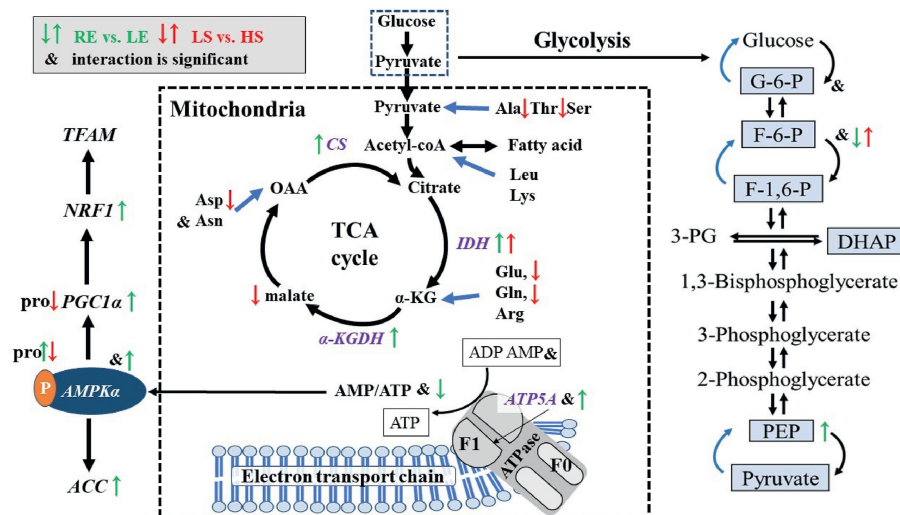 ↓↑ RE vs. LE ↓↑ LS vs. HS
& interaction is significant
Glucose
Pyruvate
Glycolysis
Mitochondria
Pyruvate
Ala↓Thr↓Ser
Acetyl-coA
Fatty acid
Leu
Lys
↑CS
OAA
Citrate
Asp↓
& Asn
TCA
cycle
IDH↑↑
Glu,↓
Gln,↓
Arg
↓malate
α-KG
α-KGDH↑
ADP AMP&
AMP/ATP &↓
ATP
ATP5A &↑
F1
ATPase
F0
Electron transport chain
TFAM
NRF1↑
pro↓PGC1α↑
pro↑↓
&↑
P
AMPKα
ACC↑
Glucose
G-6-P
&
F-6-P
&↓↑
F-1,6-P
3-PG
DHAP
1,3-Bisphosphoglycerate
3-Phosphoglycerate
2-Phosphoglycerate
PEP ↑
Pyruvate